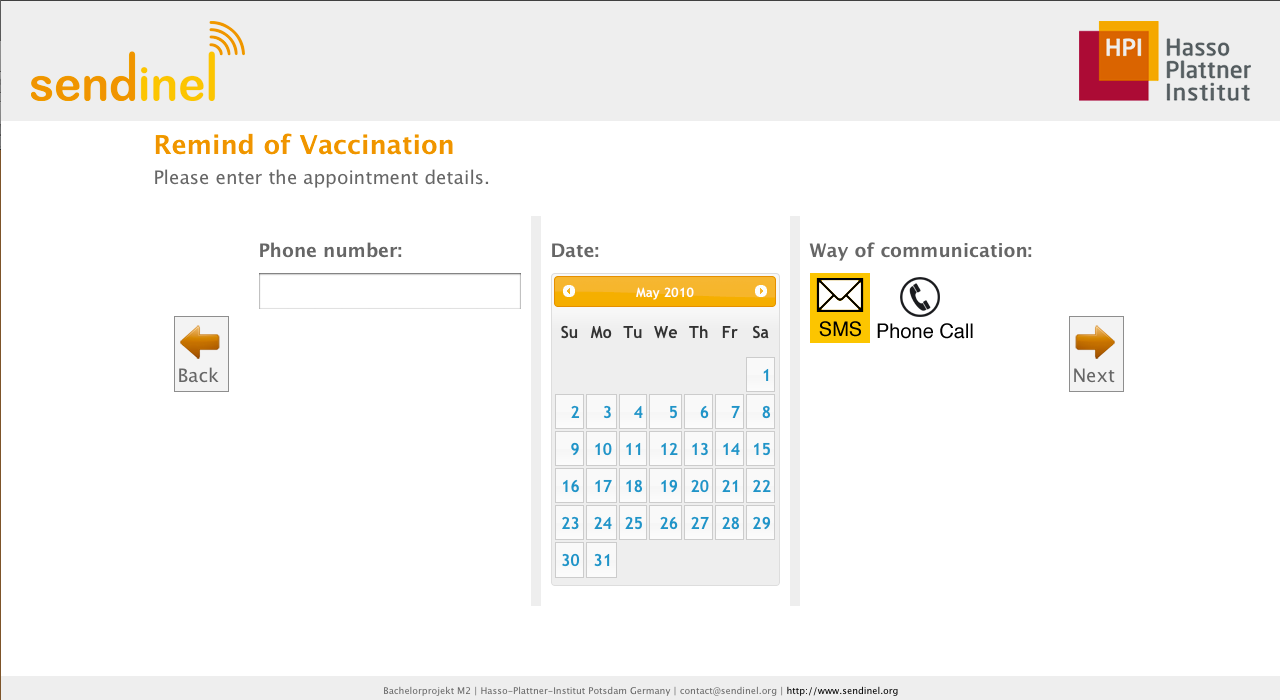 sendinel
HPI Hasso
Plattner
Institut
Remind of Vaccination
Please enter the appointment details.
Phone number:
Date:
Way of communication:
May 2010
SMS
Phone Call
Su Mo Tu We Th Fr Sa
1
2 3 4 5 6 7 8
9 10 11 12 13 14 15
16 17 18 19 20 21 22
23 24 25 26 27 28 29
30 31
Back
Next
Bachelorprojekt M2 | Hasso-Plattner-Institut Potsdam Germany | contact@sendinel.org | http://www.sendinel.org